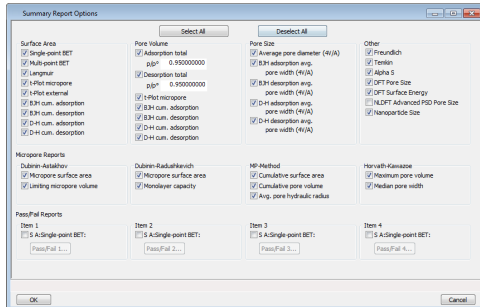 Summary Report Options
Select All
Deselect All
Surface Area
Single-point BET
Multi-point BET
Langmuir
t-Plot micropore
t-Plot external
BJH cum. adsorption
BJH cum. desorption
D-H cum. adsorption
D-H cum. desorption
Pore Volume
Adsorption total
p/p° 0.950000000
Desorption total
p/p° 0.950000000
t-Plot micropore
BJH cum. adsorption
BJH cum. desorption
D-H cum. adsorption
D-H cum. desorption
Pore Size
Average pore diameter (4V/A)
BJH adsorption avg.
pore width (4V/A)
BJH desorption avg.
pore width (4V/A)
D-H adsorption avg.
pore width (4V/A)
D-H desorption avg.
pore width (4V/A)
Other
Freundlich
Temkin
Alpha S
DFT Pore Size
DFT Surface Energy
NLDFT Advanced PSD Pore Size
Nanoparticle Size
Micropore Reports
Dubinin-Astakhov
Micropore surface area
Limiting micropore volume
Dubinin-Radushkevich
Micropore surface area
Monolayer capacity
MP-Method
Cumulative surface area
Cumulative pore volume
Avg. pore hydraulic radius
Horvath-Kawazoe
Maximum pore volume
Median pore width
Pass/Fail Reports
Item 1
S A:Single-point BET:
Pass/Fail 1...
Item 2
S A:Single-point BET:
Pass/Fail 2...
Item 3
S A:Single-point BET:
Pass/Fail 3...
Item 4
S A:Single-point BET:
Pass/Fail 4...
OK
Cancel